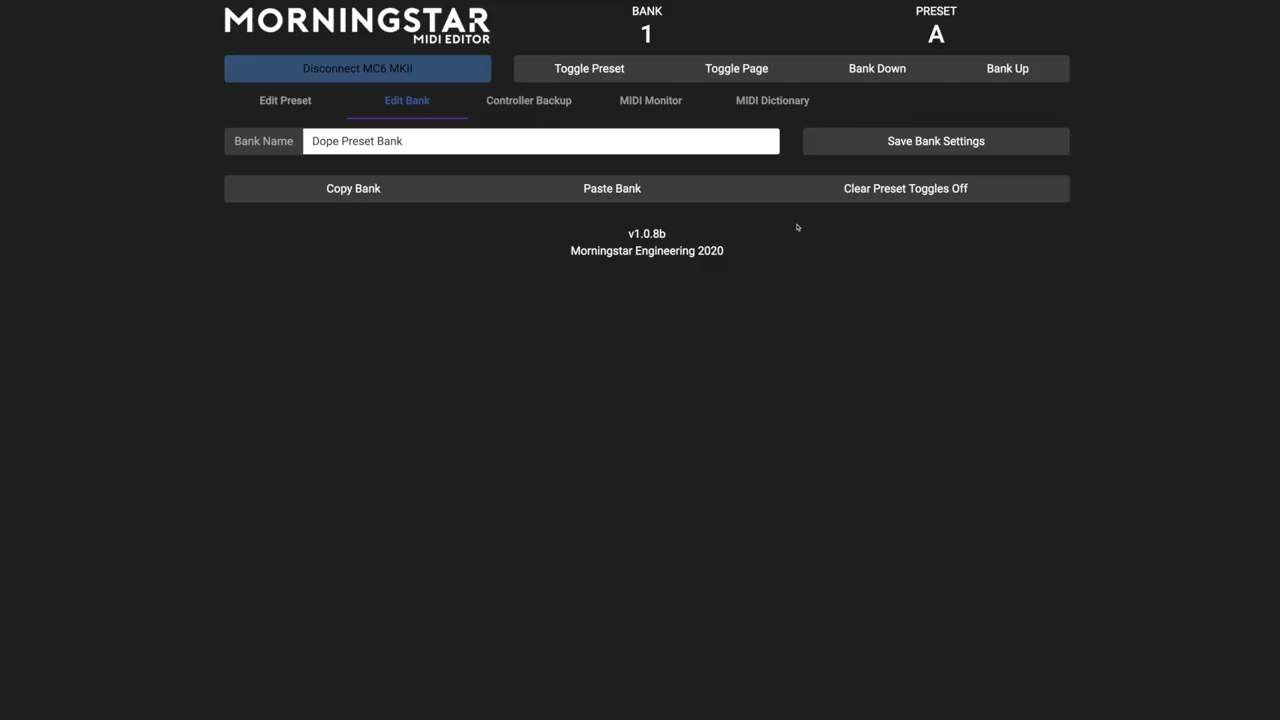 MORNINGSTAR
MIDI EDITOR
BANK
1
PRESET
A
Disconnect MC6 MKII
Toggle Preset
Toggle Page
Bank Down
Bank Up
Edit Preset
Edit Bank
Controller Backup
MIDI Monitor
MIDI Dictionary
Bank Name
Dope Preset Bank
Save Bank Settings
Copy Bank
Paste Bank
Clear Preset Toggles Off
v1.0.8b
Morningstar Engineering 2020